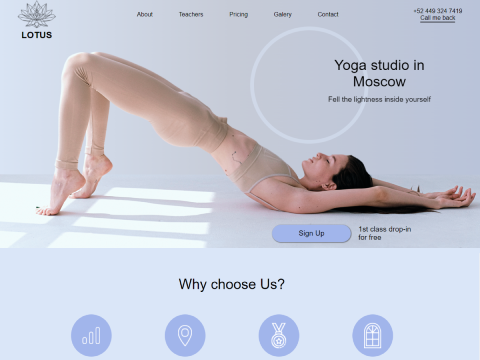 LOTUS
About
Teachers
Pricing
Galery
Contact
+52 449 324 7419
Call me back
Yoga studio in
Moscow
Fell the lightness inside yourself
Sign Up
1st class drop-in
for free
Why choose Us?